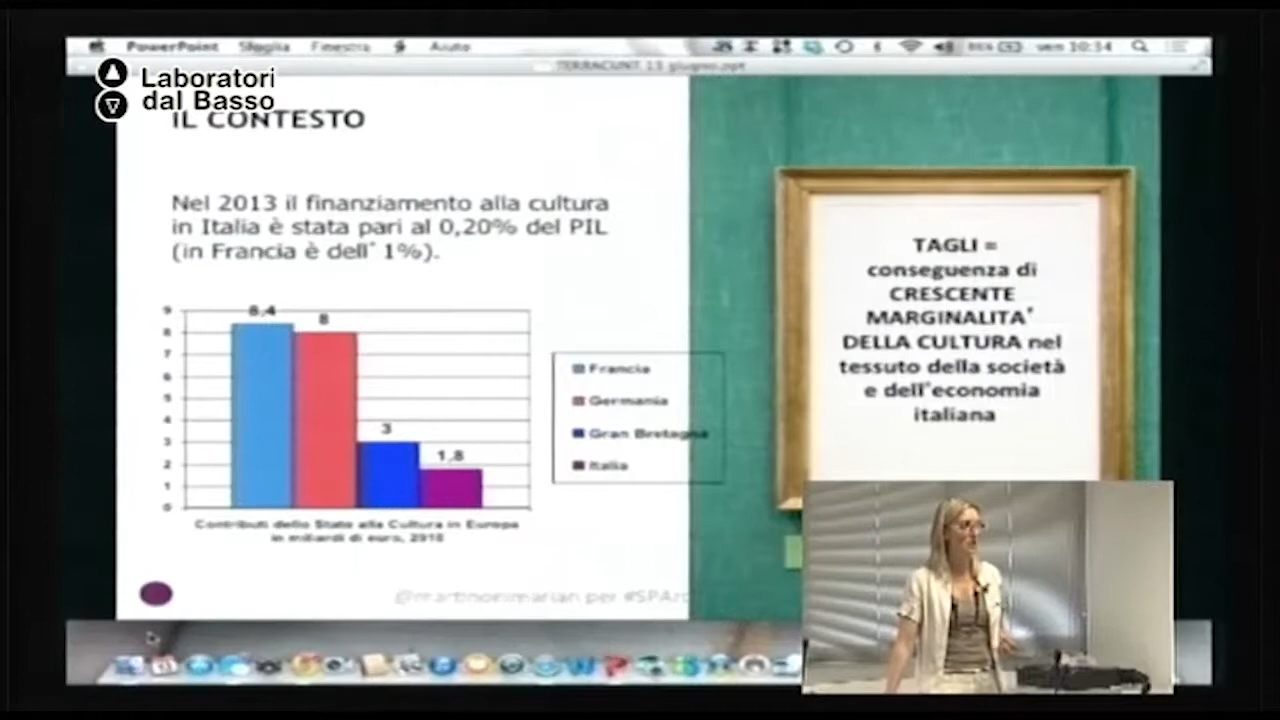 PowerPoint Sfoglia Finestra Aiuto
ven 10:34
Laboratori
dal Basso
IL CONTESTO
Nel 2013 il finanziamento alla cultura
in Italia è stata pari al 0,20% del PIL
(in Francia è dell' 1%).
9
8
7
6
5
4
3
2
1
0
8,4
8
3
1,8
Francia
Germania
Gran Bretagna
Italia
Contributi dello Stato alla Cultura in Europa
in miliardi di euro, 2010
per #SPArc
TAGLI =
conseguenza di
CRESCENTE
MARGINALITA'
DELLA CULTURA nel
tessuto della società
e dell'economia
italiana